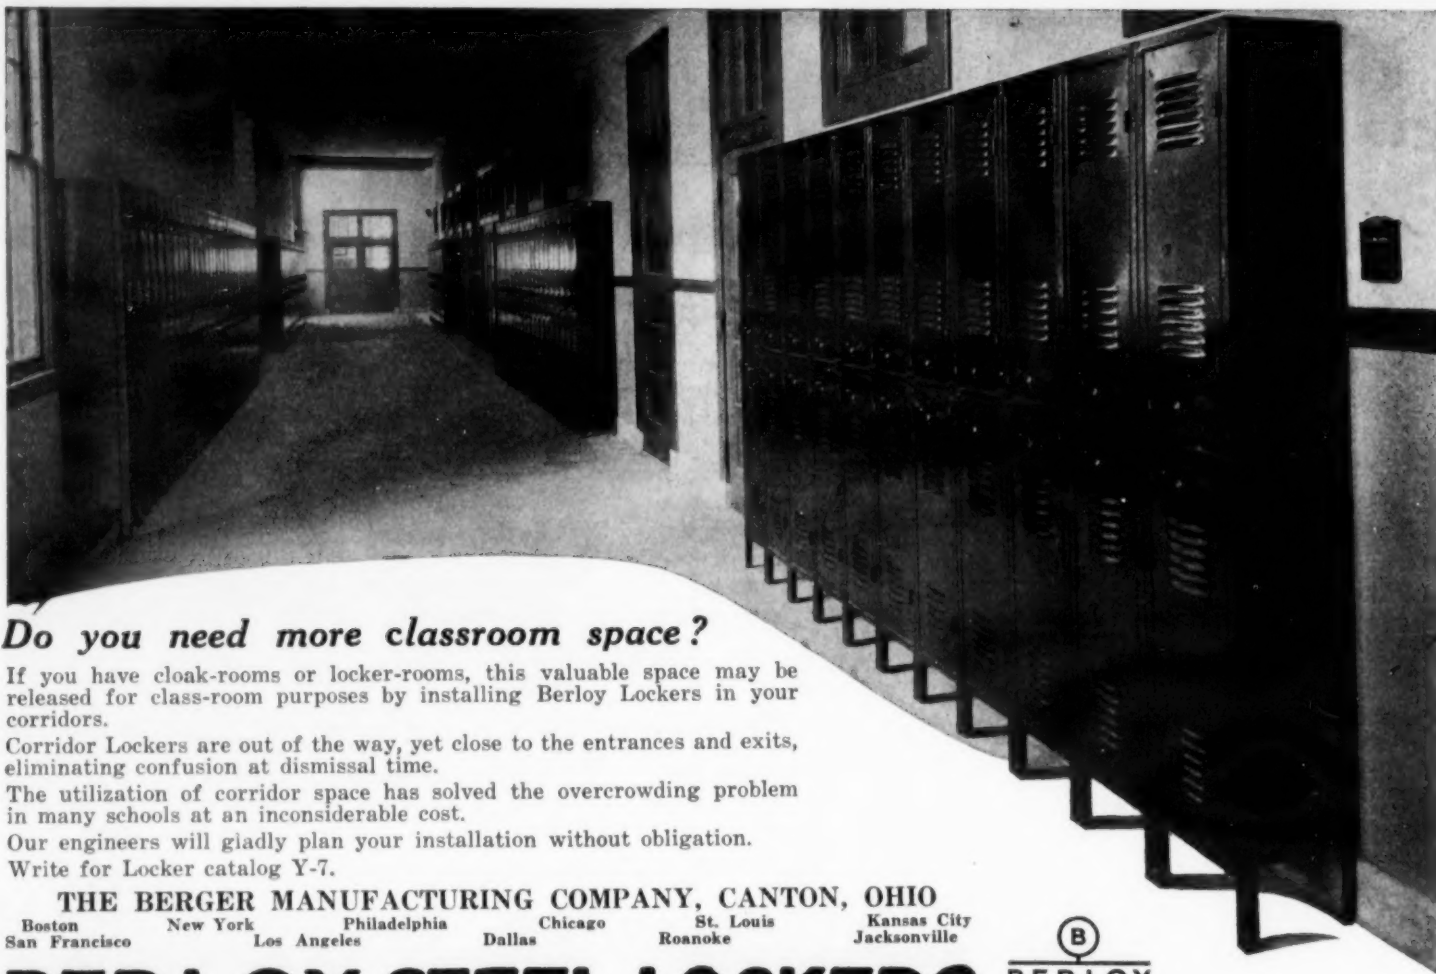 Do you need more classroom space?
If you have cloak-rooms or locker-rooms, this valuable space may be
released for class-room purposes by installing Berloy Lockers in your
corridors.
Corridor Lockers are out of the way, yet close to the entrances and exits,
eliminating confusion at dismissal time.
The utilization of corridor space has solved the overcrowding problem
in many schools at an inconsiderable cost.
Our engineers will gladly plan your installation without obligation.
Write for Locker catalog Y-7.
THE BERGER MANUFACTURING COMPANY, CANTON, OHIO
Boston New York Philadelphia Chicago St. Louis Kansas City
San Francisco Los Angeles Dallas Roanoke Jacksonville
B
BERLOY
BERLOY STEEL LOCKERS